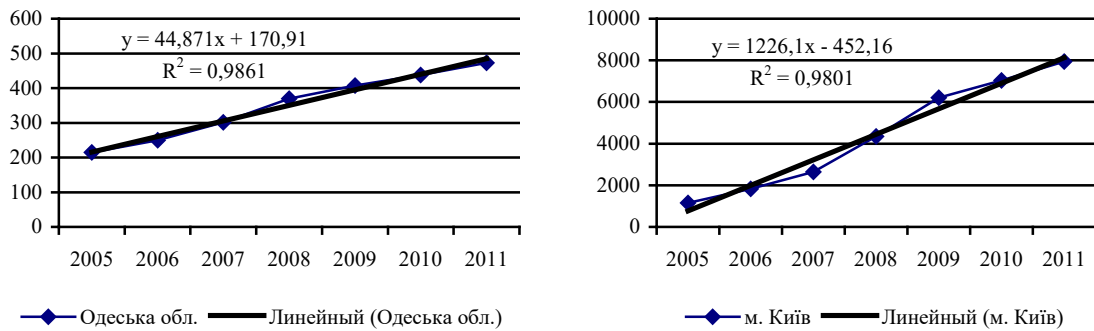 600
500
400
300
200
100
0
y = 44,871x + 170,91
R² = 0,9861
2005 2006 2007 2008 2009 2010 2011
Одеська обл. Линейный (Одеська обл.)
10000
8000
6000
4000
2000
0
y = 1226,1x - 452,16
R² = 0,9801
2005 2006 2007 2008 2009 2010 2011
м. Київ Линейный (м. Київ)